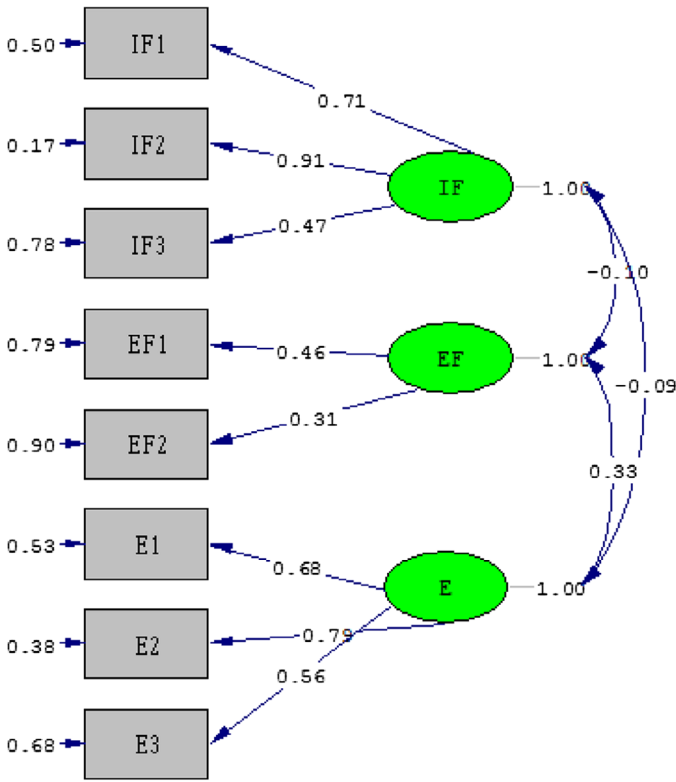 0.50 IF1
0.71
0.17 IF2
0.91
IF 1.00
0.47
0.78 IF3
-0.10
0.79 EF1
0.46
EF 1.00
-0.09
0.31
0.90 EF2
0.33
0.53 E1
0.68
E 1.00
0.79
0.38 E2
0.56
0.68 E3